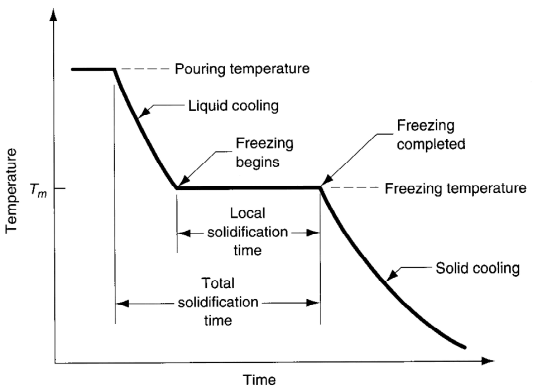 Pouring temperature
Liquid cooling
Freezing
begins
Freezing
completed
Temperature
Tm
Freezing temperature
Local
solidification
time
Solid cooling
Total
solidification
time
Time